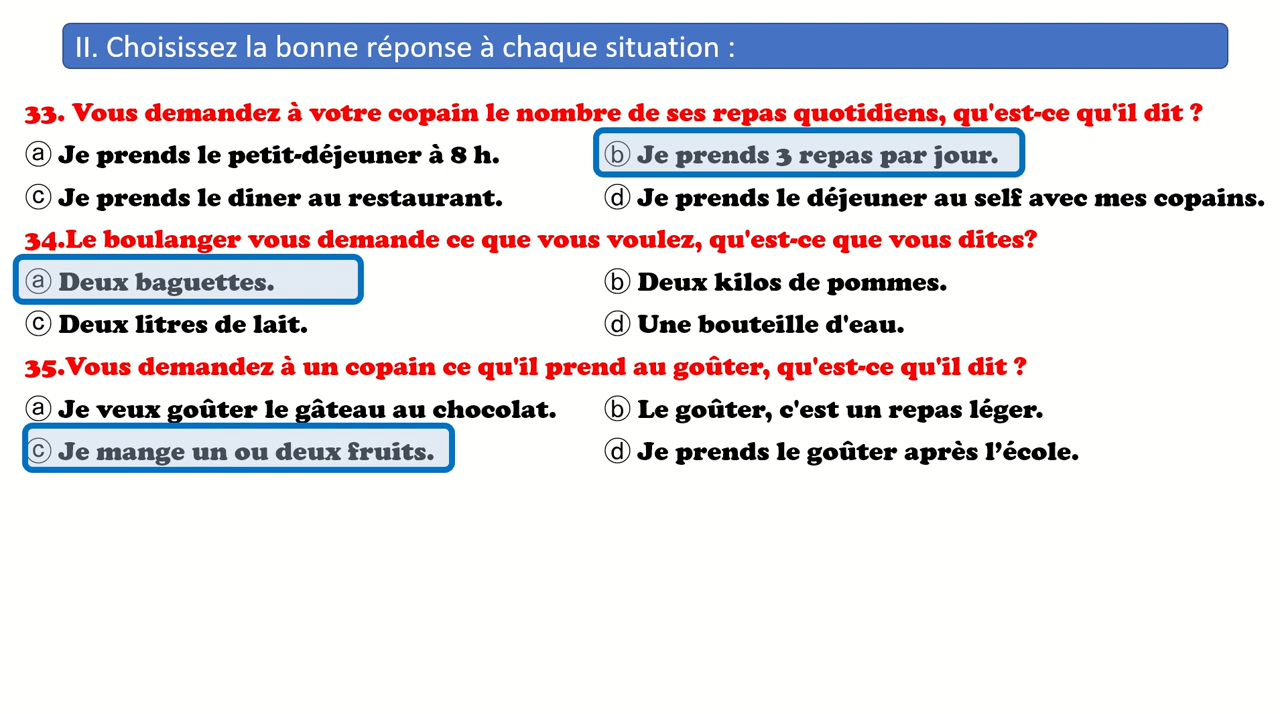 II. Choisissez la bonne réponse à chaque situation :
33. Vous demandez à votre copain le nombre de ses repas quotidiens, qu'est-ce qu'il dit ?
ⓐ Je prends le petit-déjeuner à 8 h. ⓑ Je prends 3 repas par jour.
ⓒ Je prends le diner au restaurant. ⓓ Je prends le déjeuner au self avec mes copains.
34.Le boulanger vous demande ce que vous voulez, qu'est-ce que vous dites?
ⓐ Deux baguettes. ⓑ Deux kilos de pommes.
ⓒ Deux litres de lait. ⓓ Une bouteille d'eau.
35.Vous demandez à un copain ce qu'il prend au goûter, qu'est-ce qu'il dit ?
ⓐ Je veux goûter le gâteau au chocolat. ⓑ Le goûter, c'est un repas léger.
ⓒ Je mange un ou deux fruits. ⓓ Je prends le goûter après l’école.